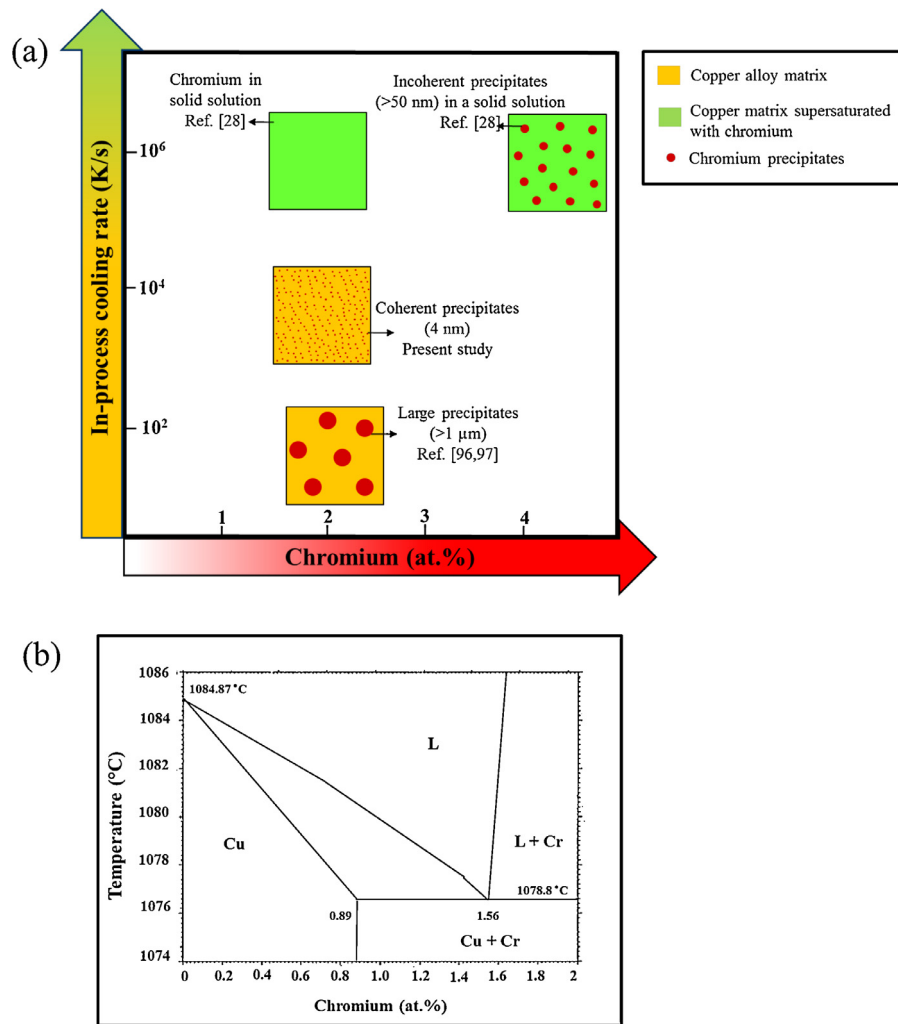 (a)
In-process cooling rate (K/s)
10⁶
10⁴
10²
Chromium in
solid solution
Ref. [28]
Incoherent precipitates
(>50 nm) in a solid solution
Ref. [28]
Coherent precipitates
(4 nm)
Present study
Large precipitates
(>1 µm)
Ref. [96,97]
1 2 3 4
Chromium (at.%)
Copper alloy matrix
Copper matrix supersaturated
with chromium
Chromium precipitates
(b)
Temperature (°C)
1086
1084
1082
1080
1078
1076
1074
1084.87°C
L
Cu
L + Cr
1078.8°C
0.89
1.56
Cu + Cr
0 0.2 0.4 0.6 0.8 1.0 1.2 1.4 1.6 1.8 2
Chromium (at.%)